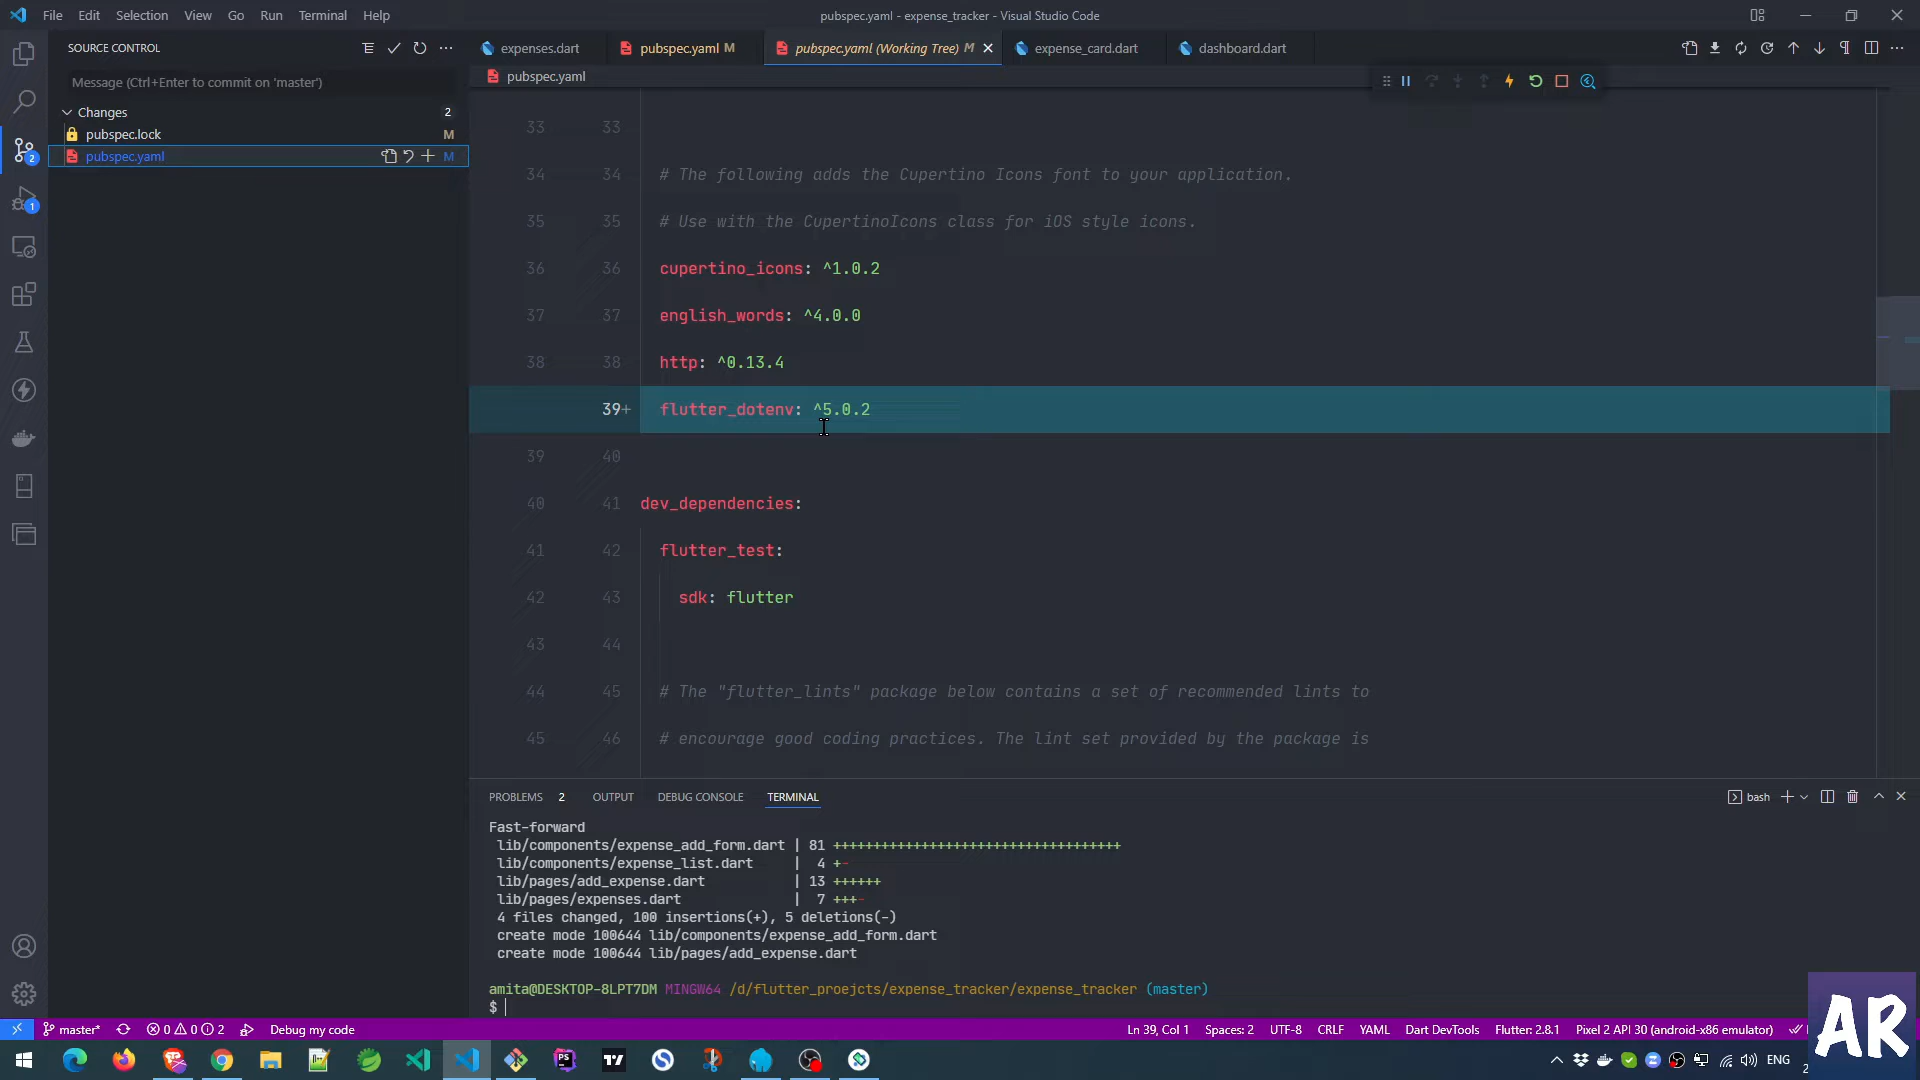 File Edit Selection View Go Run Terminal Help
pubspec.yaml - expense_tracker - Visual Studio Code
SOURCE CONTROL
Message (Ctrl+Enter to commit on 'master')
Changes 2
pubspec.lock M
pubspec.yaml M
2
1
expenses.dart
pubspec.yaml M
pubspec.yaml (Working Tree) M
expense_card.dart
dashboard.dart
pubspec.yaml
33 33
34 34 # The following adds the Cupertino Icons font to your application.
35 35 # Use with the CupertinoIcons class for iOS style icons.
36 36 cupertino_icons: ^1.0.2
37 37 english_words: ^4.0.0
38 38 http: ^0.13.4
39+ flutter_dotenv: ^5.0.2
39 40
40 41 dev_dependencies:
41 42 flutter_test:
42 43 sdk: flutter
43 44
44 45 # The "flutter_lints" package below contains a set of recommended lints to
45 46 # encourage good coding practices. The lint set provided by the package is
PROBLEMS 2 OUTPUT DEBUG CONSOLE TERMINAL
bash
Fast-forward
lib/components/expense_add_form.dart | 81 ++++++++++++++++++++++++++++++++++++
lib/components/expense_list.dart | 4 +-
lib/pages/add_expense.dart | 13 ++++++
lib/pages/expenses.dart | 7 +++-
4 files changed, 100 insertions(+), 5 deletions(-)
create mode 100644 lib/components/expense_add_form.dart
create mode 100644 lib/pages/add_expense.dart
amita@DESKTOP-8LPT7DM MINGW64 /d/flutter_proejcts/expense_tracker/expense_tracker (master)
$
master* 0 0 2 Debug my code
Ln 39, Col 1 Spaces: 2 UTF-8 CRLF YAML Dart DevTools Flutter: 2.8.1 Pixel 2 API 30 (android-x86 emulator)
ENG
AR